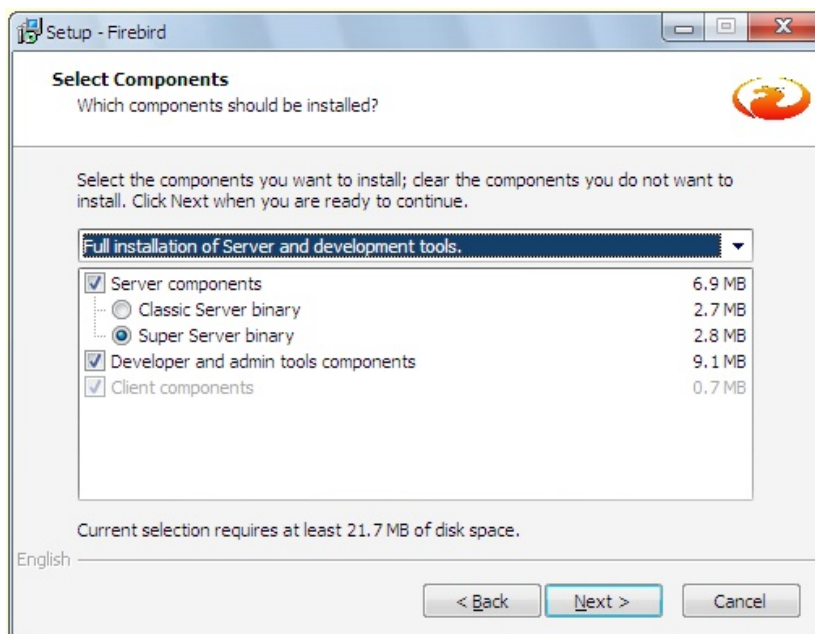 Setup - Firebird
Select Components
Which components should be installed?
Select the components you want to install; clear the components you do not want to
install. Click Next when you are ready to continue.
Full installation of Server and development tools.
Server components 6.9 MB
Classic Server binary 2.7 MB
Super Server binary 2.8 MB
Developer and admin tools components 9.1 MB
Client components 0.7 MB
Current selection requires at least 21.7 MB of disk space.
English
< Back Next > Cancel